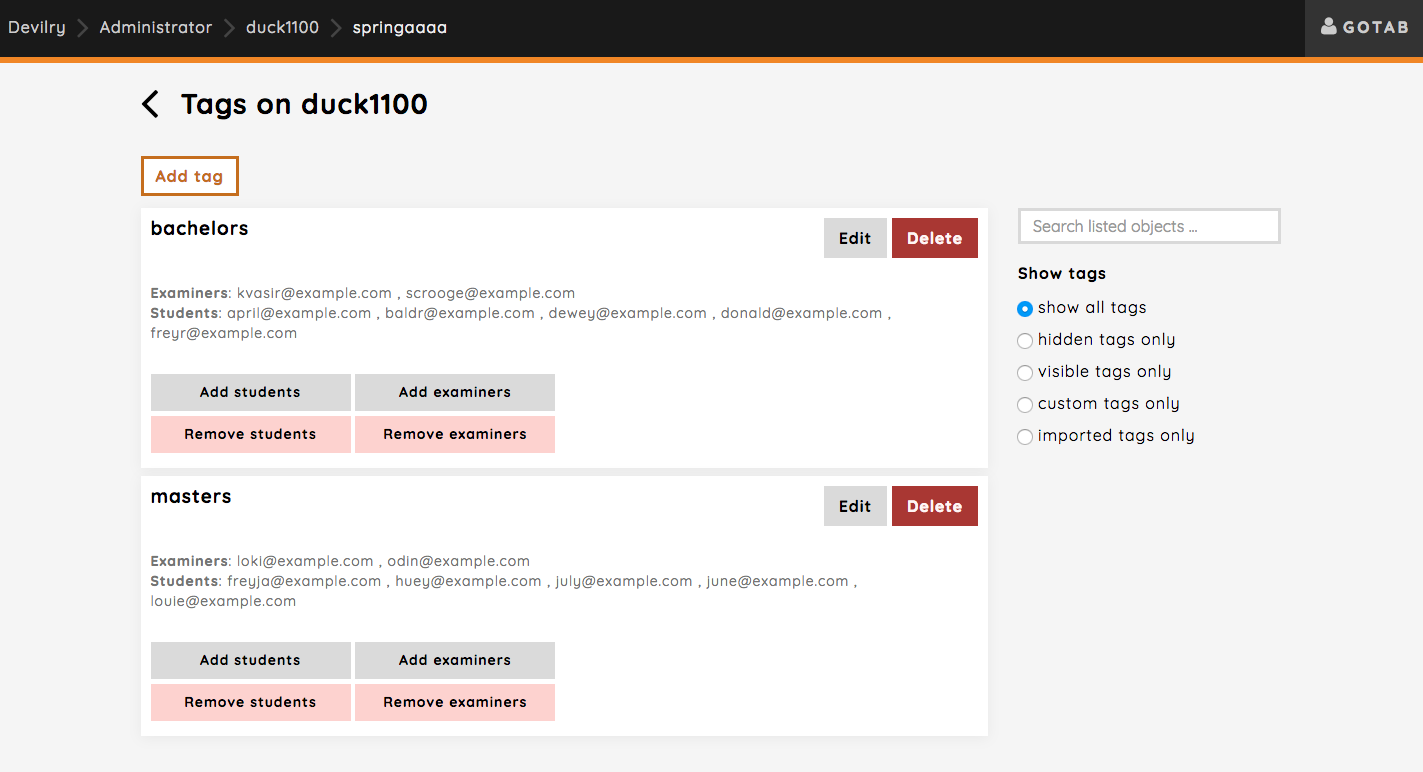 Devilry Administrator duck1100 springaaaa GOTAB
Tags on duck1100
Add tag
bachelors
Edit Delete
Examiners: kvasir@example.com , scrooge@example.com
Students: april@example.com , baldr@example.com , dewey@example.com , donald@example.com ,
freyr@example.com
Add students Add examiners
Remove students Remove examiners
masters
Edit Delete
Examiners: loki@example.com , odin@example.com
Students: freyja@example.com , huey@example.com , july@example.com , june@example.com ,
louie@example.com
Add students Add examiners
Remove students Remove examiners
Search listed objects ...
Show tags
show all tags
hidden tags only
visible tags only
custom tags only
imported tags only